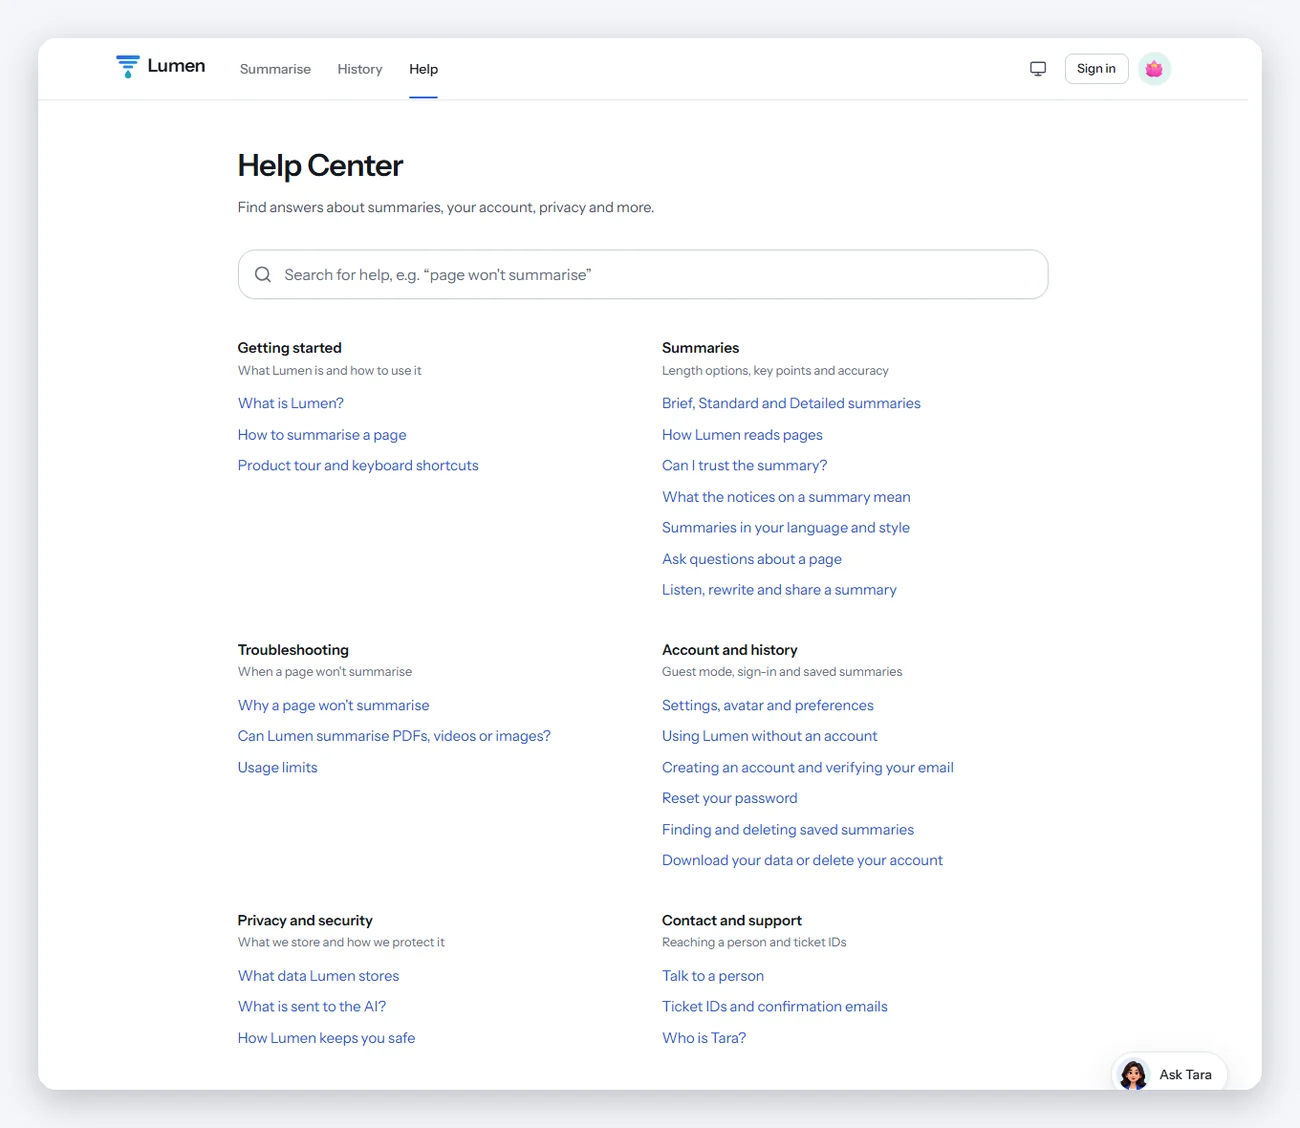 Lumen
Summarise
History
Help
Sign in
Help Center
Find answers about summaries, your account, privacy and more.
Search for help, e.g. “page won't summarise”
Getting started
What Lumen is and how to use it
What is Lumen?
How to summarise a page
Product tour and keyboard shortcuts
Summaries
Length options, key points and accuracy
Brief, Standard and Detailed summaries
How Lumen reads pages
Can I trust the summary?
What the notices on a summary mean
Summaries in your language and style
Ask questions about a page
Listen, rewrite and share a summary
Troubleshooting
When a page won't summarise
Why a page won't summarise
Can Lumen summarise PDFs, videos or images?
Usage limits
Account and history
Guest mode, sign-in and saved summaries
Settings, avatar and preferences
Using Lumen without an account
Creating an account and verifying your email
Reset your password
Finding and deleting saved summaries
Download your data or delete your account
Privacy and security
What we store and how we protect it
What data Lumen stores
What is sent to the AI?
How Lumen keeps you safe
Contact and support
Reaching a person and ticket IDs
Talk to a person
Ticket IDs and confirmation emails
Who is Tara?
Ask Tara